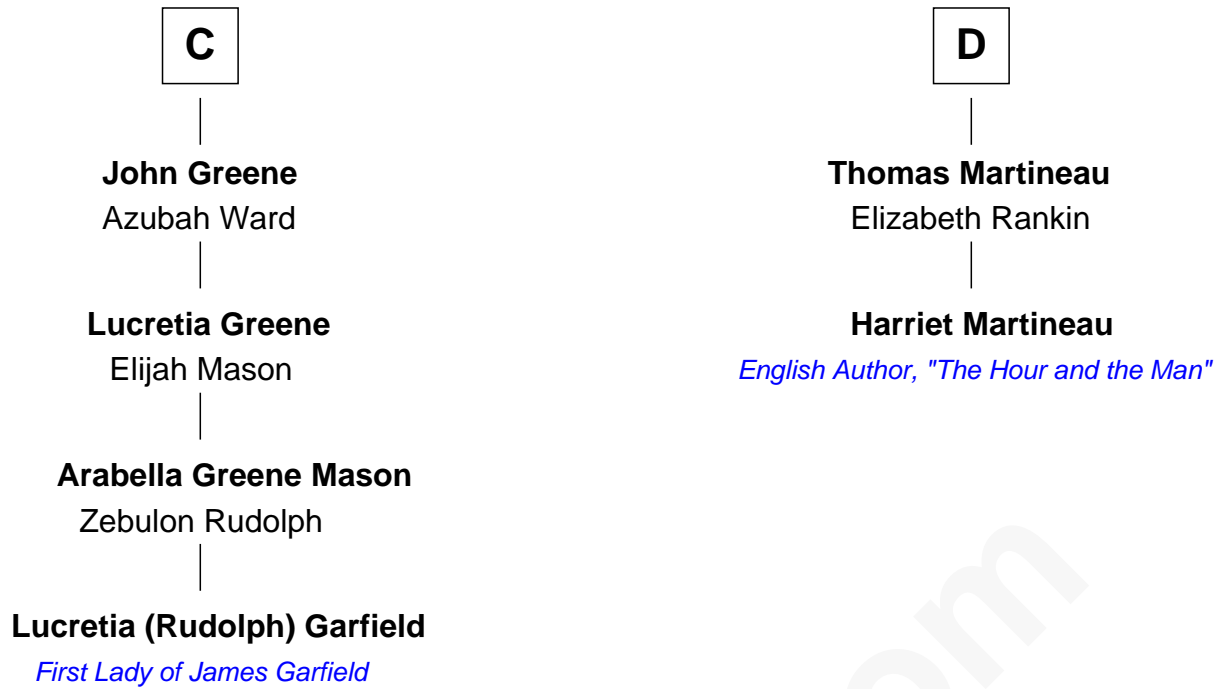 C
John Greene
Azubah Ward
Lucretia Greene
Elijah Mason
Arabella Greene Mason
Zebulon Rudolph
Lucretia (Rudolph) Garfield
First Lady of James Garfield
D
Thomas Martineau
Elizabeth Rankin
Harriet Martineau
English Author, "The Hour and the Man"
om